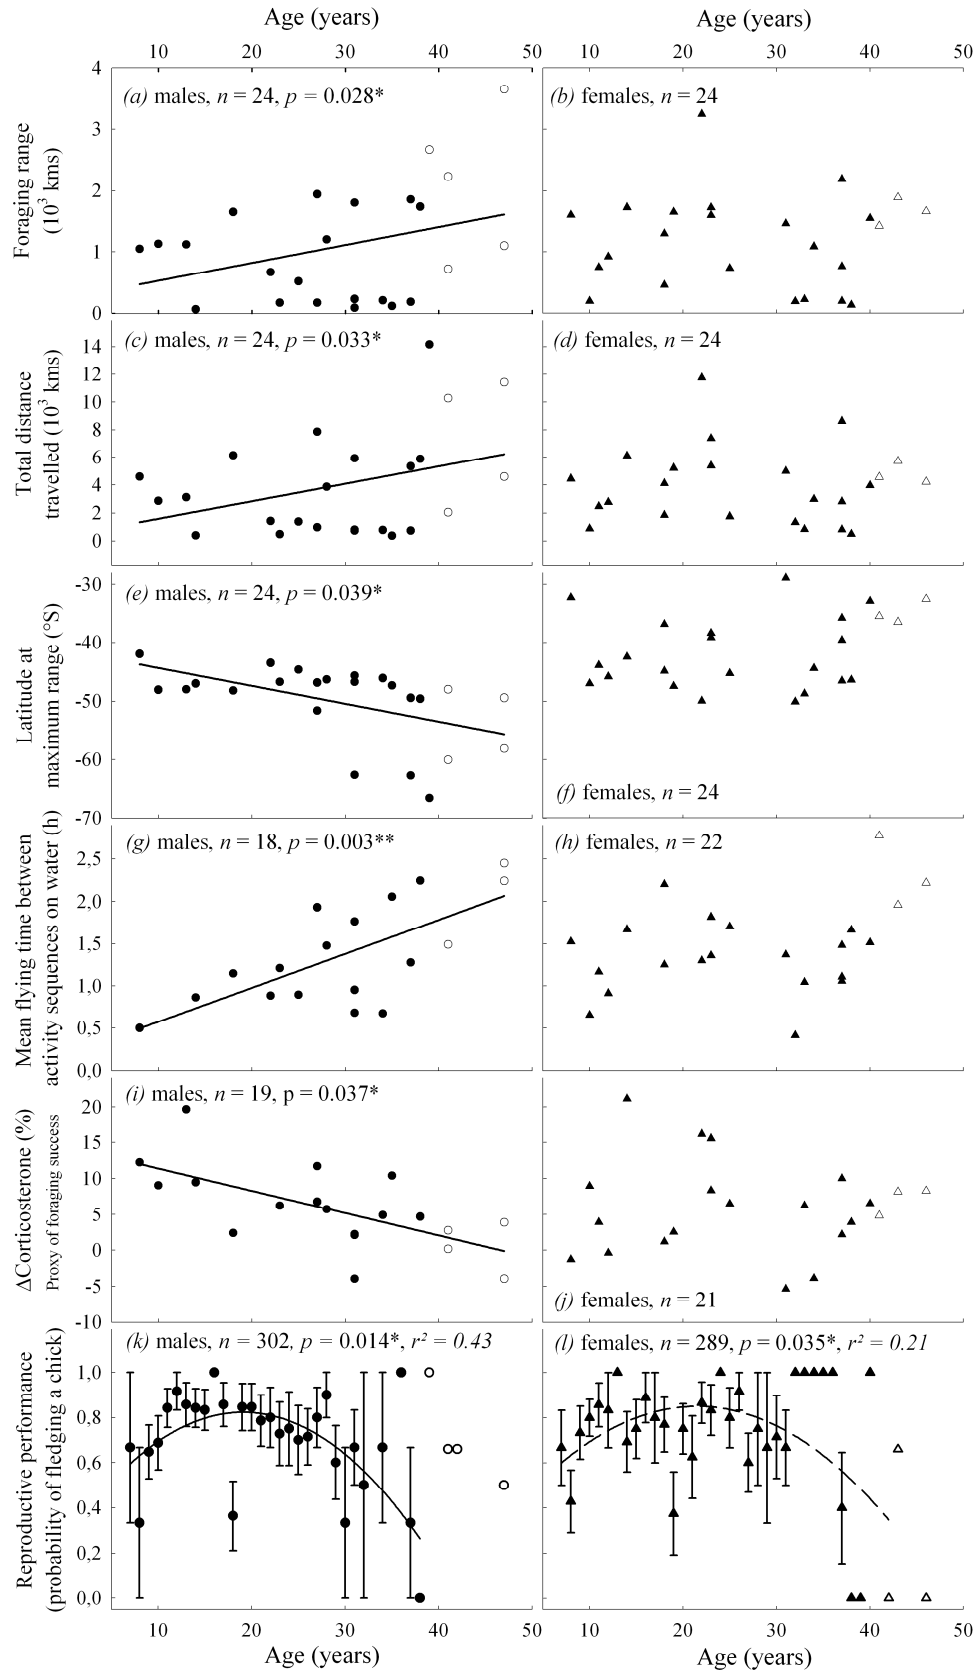 Age (years)
Age (years)
10 20 30 40 50
10 20 30 40 50
Foraging range
(10³ kms)
4
3
2
1
0
(a) males, n = 24, p = 0.028*
(b) females, n = 24
Total distance
travelled (10³ kms)
14
12
10
8
6
4
2
0
(c) males, n = 24, p = 0.033*
(d) females, n = 24
Latitude at
maximum range (°S)
-30
-40
-50
-60
-70
(e) males, n = 24, p = 0.039*
(f) females, n = 24
Mean flying time between
activity sequences on water (h)
2,5
2,0
1,5
1,0
0,5
0,0
(g) males, n = 18, p = 0.003**
(h) females, n = 22
ΔCorticosterone (%)
Proxy of foraging success
20
15
10
5
0
-5
-10
(i) males, n = 19, p = 0.037*
(j) females, n = 21
Reproductive performance
(probability of fledging a chick)
1,0
0,8
0,6
0,4
0,2
0,0
(k) males, n = 302, p = 0.014*, r² = 0.43
(l) females, n = 289, p = 0.035*, r² = 0.21
10 20 30 40 50
10 20 30 40 50
Age (years)
Age (years)